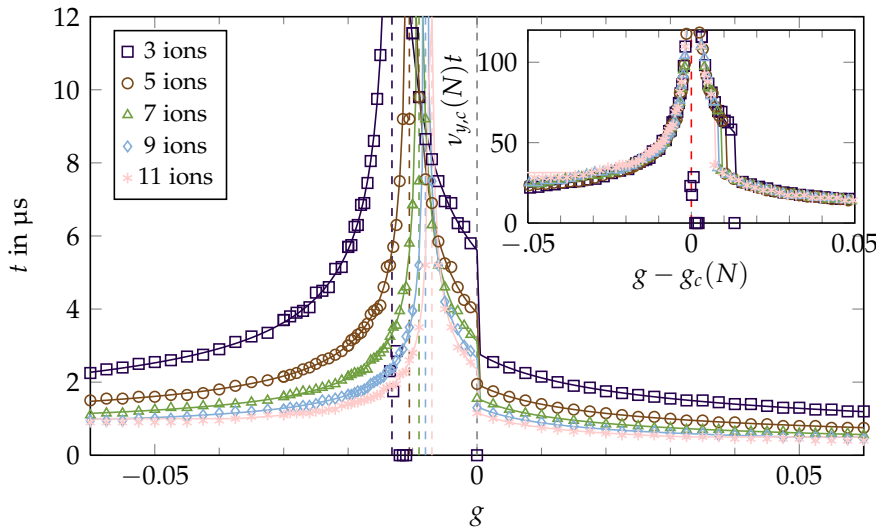 12
10
8
6
4
2
0
t in μs
3 ions
5 ions
7 ions
9 ions
11 ions
−0.05
0
0.05
g
100
50
0
ν_{y,c}(N)t
−0.05
0
0.05
g − g_c(N)